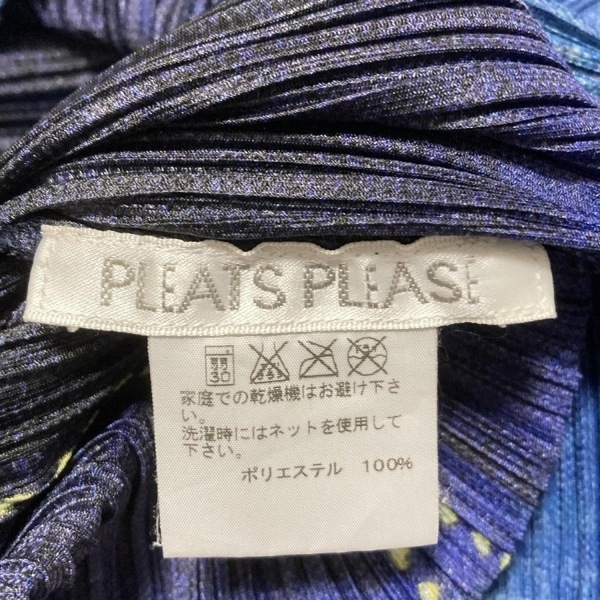 PLEATS PLEASE
弱
30
家庭での乾燥機はお避け下さ
い。
洗濯時にはネットを使用して
下さい。
ポリエステル 100%